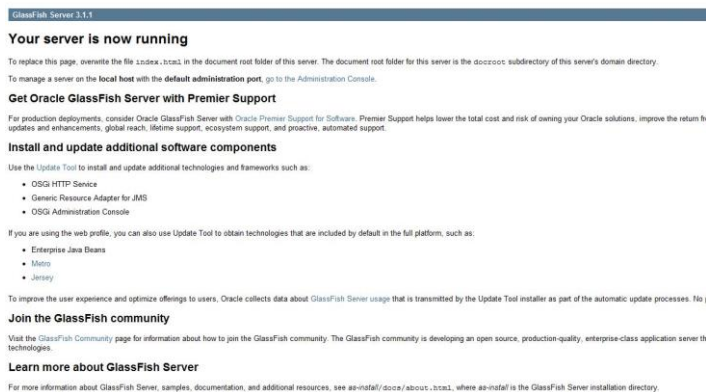 GlassFish Server 3.1.1
Your server is now running
To replace this page, overwrite the file index.html in the document root folder of this server. The document root folder for this server is the docroot subdirectory of this server's domain directory.
To manage a server on the local host with the default administration port, go to the Administration Console.
Get Oracle GlassFish Server with Premier Support
For production deployments, consider Oracle GlassFish Server with Oracle Premier Support for Software. Premier Support helps lower the total cost and risk of owning your Oracle solutions, improve the return fr
updates and enhancements, global reach, lifetime support, ecosystem support, and proactive, automated support.
Install and update additional software components
Use the Update Tool to install and update additional technologies and frameworks such as:
• OSGi HTTP Service
• Generic Resource Adapter for JMS
• OSGi Administration Console
If you are using the web profile, you can also use Update Tool to obtain technologies that are included by default in the full platform, such as:
• Enterprise Java Beans
• Metro
• Jersey
To improve the user experience and optimize offerings to users, Oracle collects data about GlassFish Server usage that is transmitted by the Update Tool installer as part of the automatic update processes. No
Join the GlassFish community
Visit the GlassFish Community page for information about how to join the GlassFish community. The GlassFish community is developing an open source, production-quality, enterprise-class application server th
technologies.
Learn more about GlassFish Server
For more information about GlassFish Server, samples, documentation, and additional resources, see as-install/docs/about.html, where as-install is the GlassFish Server installation directory.